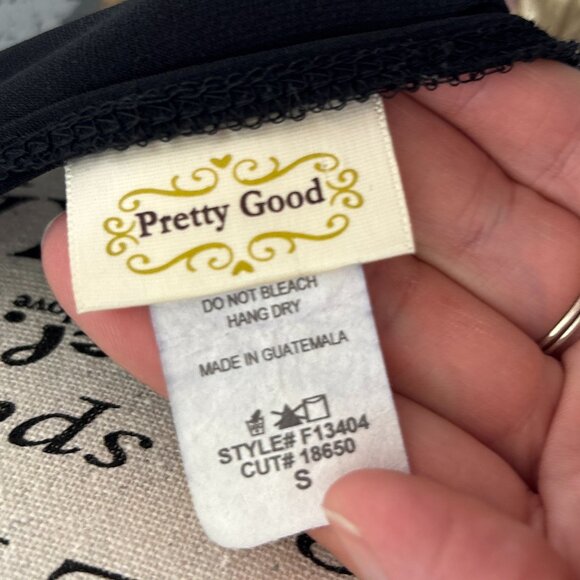 Pretty Good
DO NOT BLEACH
HANG DRY
MADE IN GUATEMALA
STYLE# F13404
CUT# 18650
S